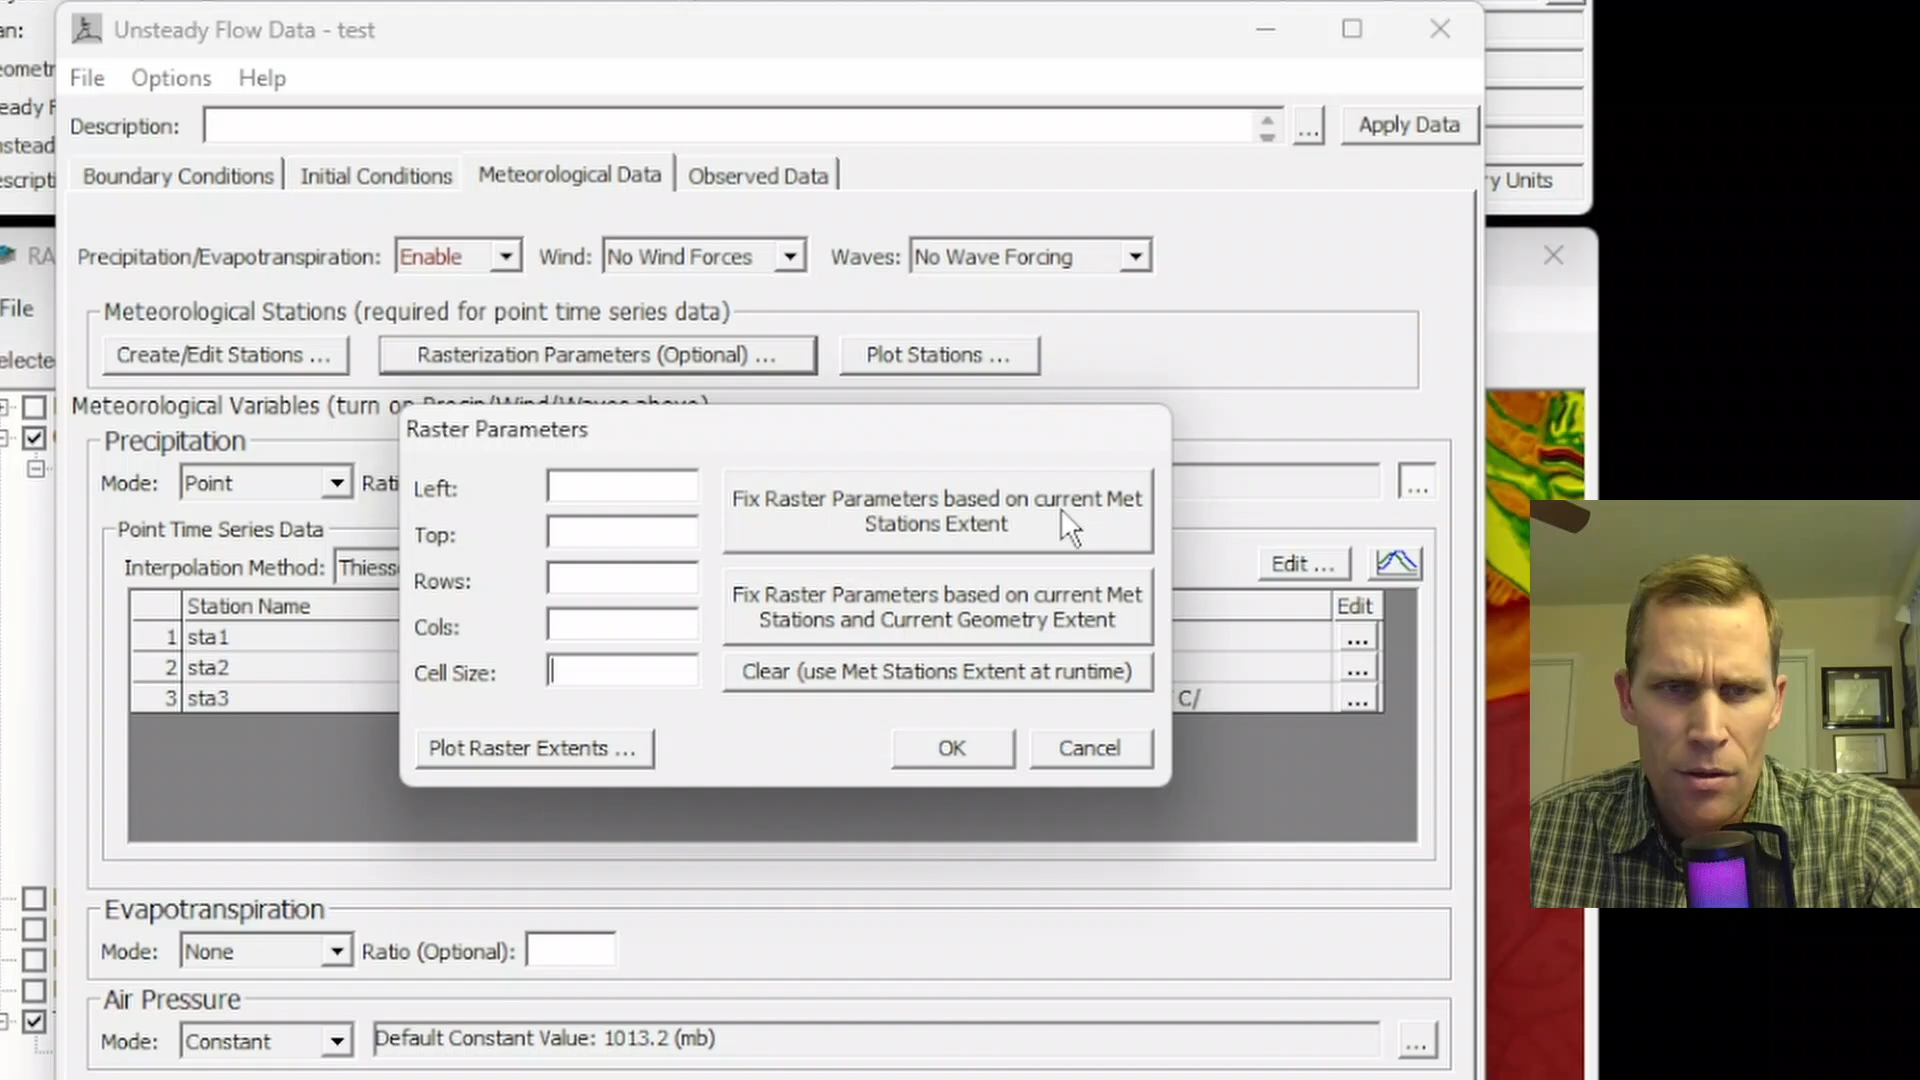 an:
Unsteady Flow Data - test
File Options Help
Description: ... Apply Data
Boundary Conditions Initial Conditions Meteorological Data Observed Data
ry Units
Precipitation/Evapotranspiration: Enable Wind: No Wind Forces Waves: No Wave Forcing
RA
File
Meteorological Stations (required for point time series data)
Create/Edit Stations ... Rasterization Parameters (Optional) ... Plot Stations ...
Meteorological Variables (turn on Precip/Wind/Waves above)
Precipitation
Mode: Point Rati ...
Point Time Series Data
Interpolation Method: Thiess Edit ...
Station Name Edit
1 sta1 ...
2 sta2 ...
3 sta3 C/ ...
Raster Parameters
Left:
Top:
Rows:
Cols:
Cell Size:
Fix Raster Parameters based on current Met
Stations Extent
Fix Raster Parameters based on current Met
Stations and Current Geometry Extent
Clear (use Met Stations Extent at runtime)
Plot Raster Extents ... OK Cancel
Evapotranspiration
Mode: None Ratio (Optional):
Air Pressure
Mode: Constant Default Constant Value: 1013.2 (mb) ...